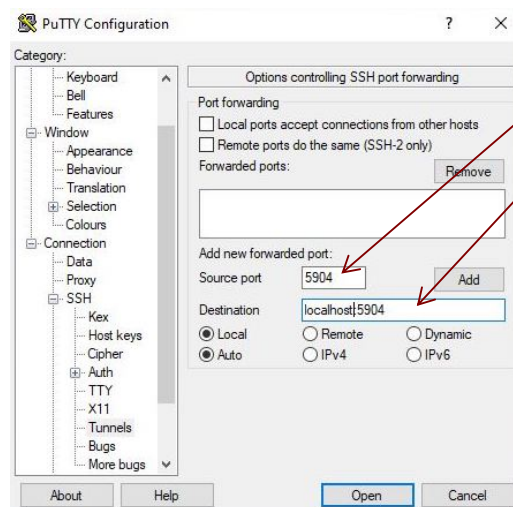 PuTTY Configuration ? ×
Category:
Keyboard
Bell
Features
Window
Appearance
Behaviour
Translation
Selection
Colours
Connection
Data
Proxy
SSH
Kex
Host keys
Cipher
Auth
TTY
X11
Tunnels
Bugs
More bugs
Options controlling SSH port forwarding
Port forwarding
Local ports accept connections from other hosts
Remote ports do the same (SSH-2 only)
Forwarded ports:
Remove
Add new forwarded port:
Source port 5904 Add
Destination localhost:5904
Local Remote Dynamic
Auto IPv4 IPv6
About Help Open Cancel